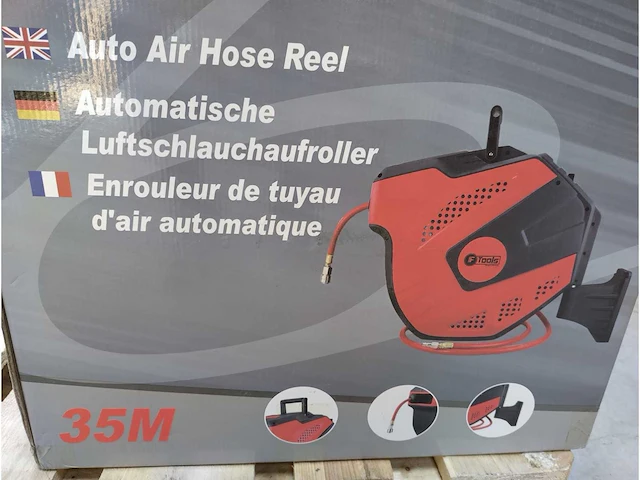 Auto Air Hose Reel
Automatische
Luftschlauchaufroller
Enrouleur de tuyau
d'air automatique
Tools
35M